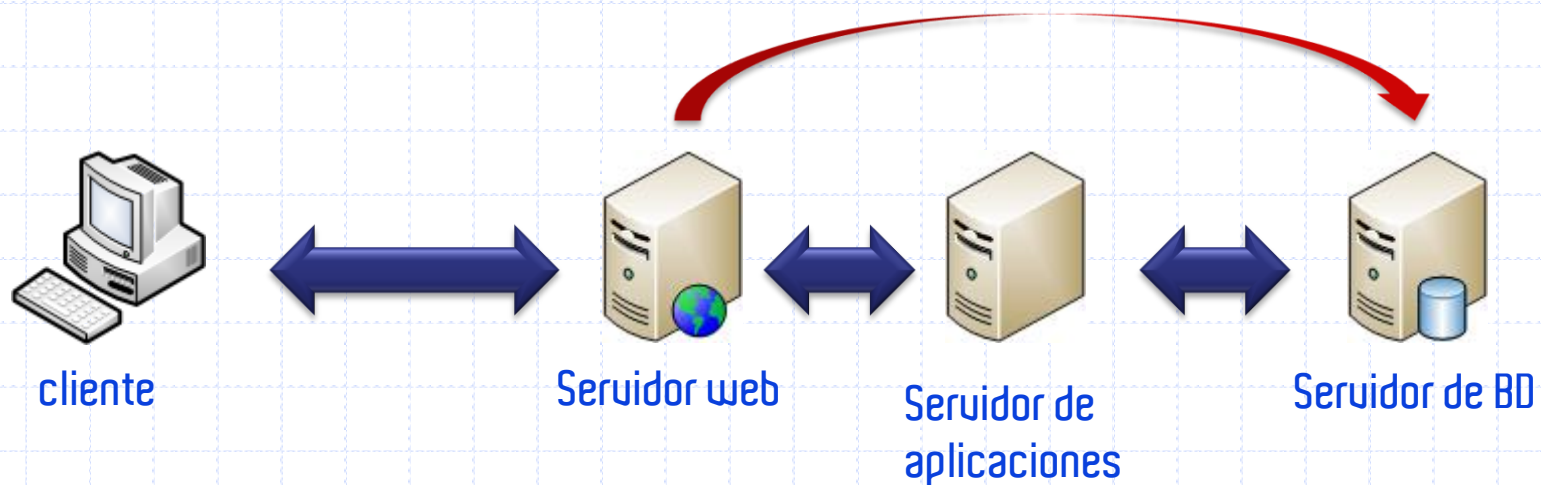 cliente
Servidor web
Servidor de
aplicaciones
Servidor de BD